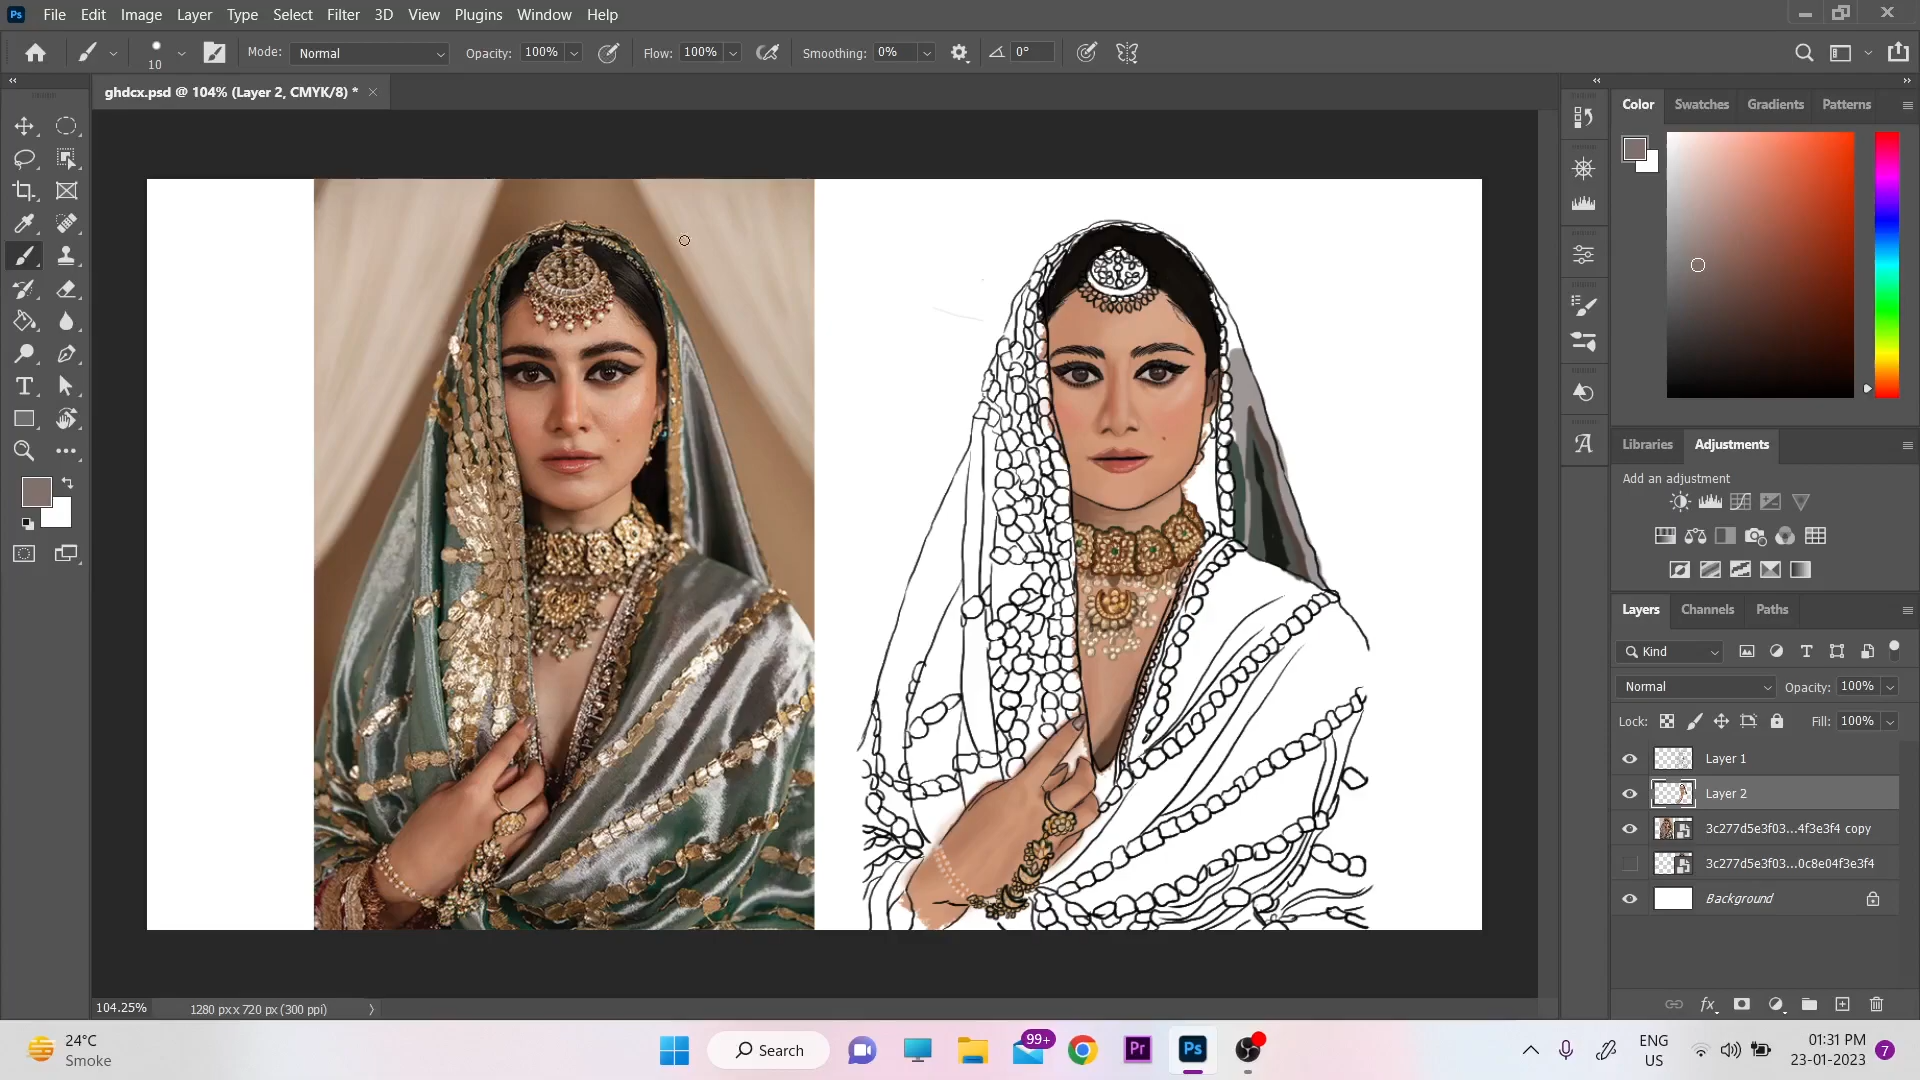 Ps File Edit Image Layer Type Select Filter 3D View Plugins Window Help
10 Mode: Normal Opacity: 100% Flow: 100% Smoothing: 0% 0°
ghdcx.psd @ 104% (Layer 2, CMYK/8) *
Color Swatches Gradients Patterns
Libraries Adjustments
Add an adjustment
Layers Channels Paths
Kind
Normal Opacity: 100%
Lock: Fill: 100%
Layer 1
Layer 2
3c277d5e3f03...4f3e3f4 copy
3c277d5e3f03...0c8e04f3e3f4
Background
104.25% 1280 px x 720 px (300 ppi)
24°C
Smoke
Search
99+
Pr
Ps
ENG
US
01:31 PM
23-01-2023
7